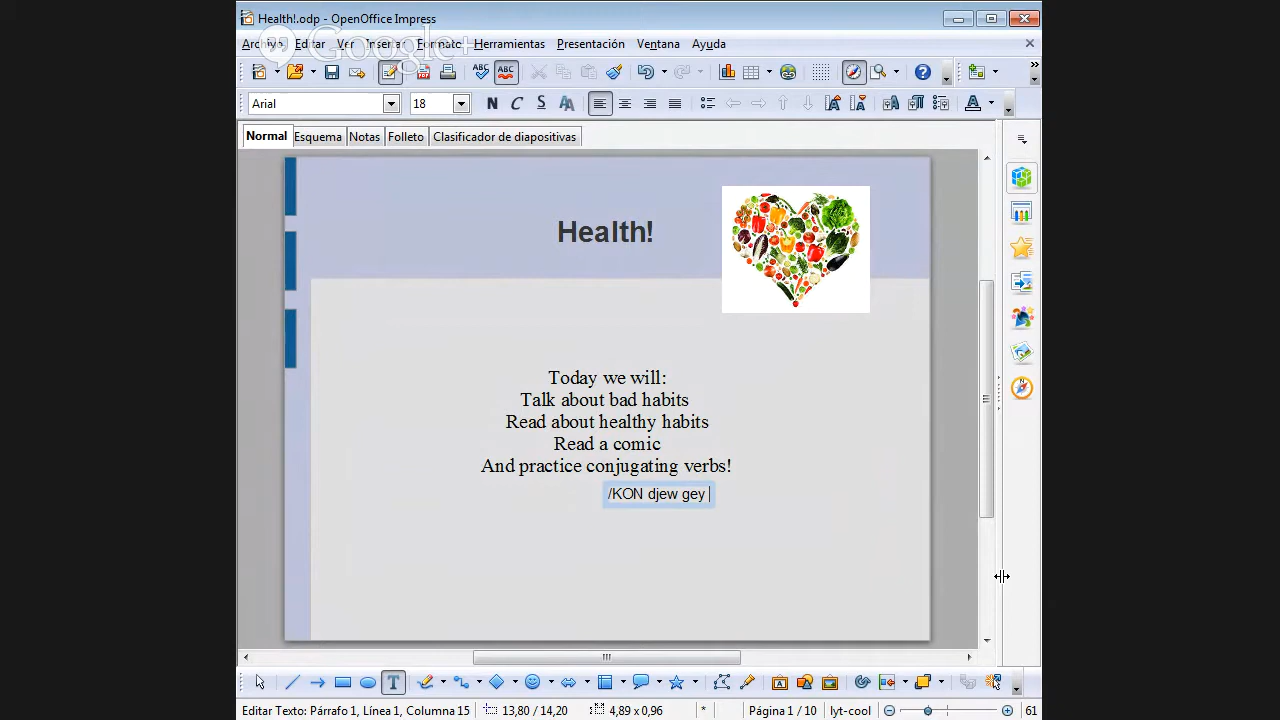 Health!.odp - OpenOffice Impress
Archivo Editar Ver Insertar Formato Herramientas Presentación Ventana Ayuda
Google+
Arial 18 N C S
Normal Esquema Notas Folleto Clasificador de diapositivas
Health!
Today we will:
Talk about bad habits
Read about healthy habits
Read a comic
And practice conjugating verbs!
/KON djew gey
Editar Texto: Párrafo 1, Línea 1, Columna 15 13,80 / 14,20 4,89 x 0,96 * Página 1 / 10 lyt-cool 61